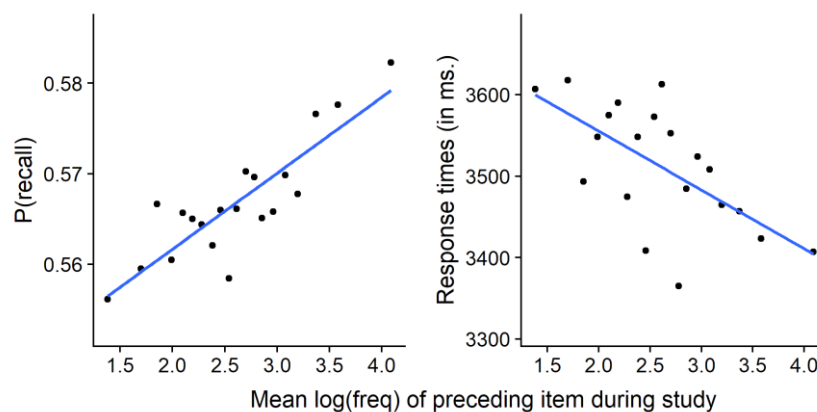 P(recall)
0.58
0.57
0.56
1.5 2.0 2.5 3.0 3.5 4.0
Response times (in ms.)
3600
3500
3400
3300
1.5 2.0 2.5 3.0 3.5 4.0
Mean log(freq) of preceding item during study